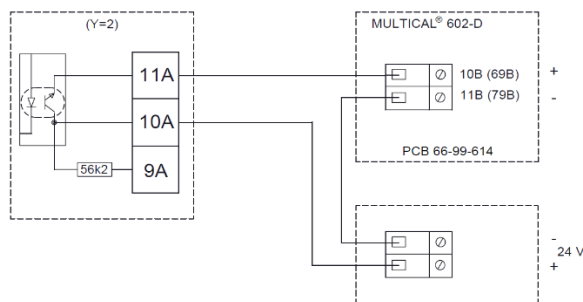 (Y=2)
11A
10A
56k2
9A
MULTICAL® 602-D
10B (69B) +
11B (79B) -
PCB 66-99-614
-
24 V
+